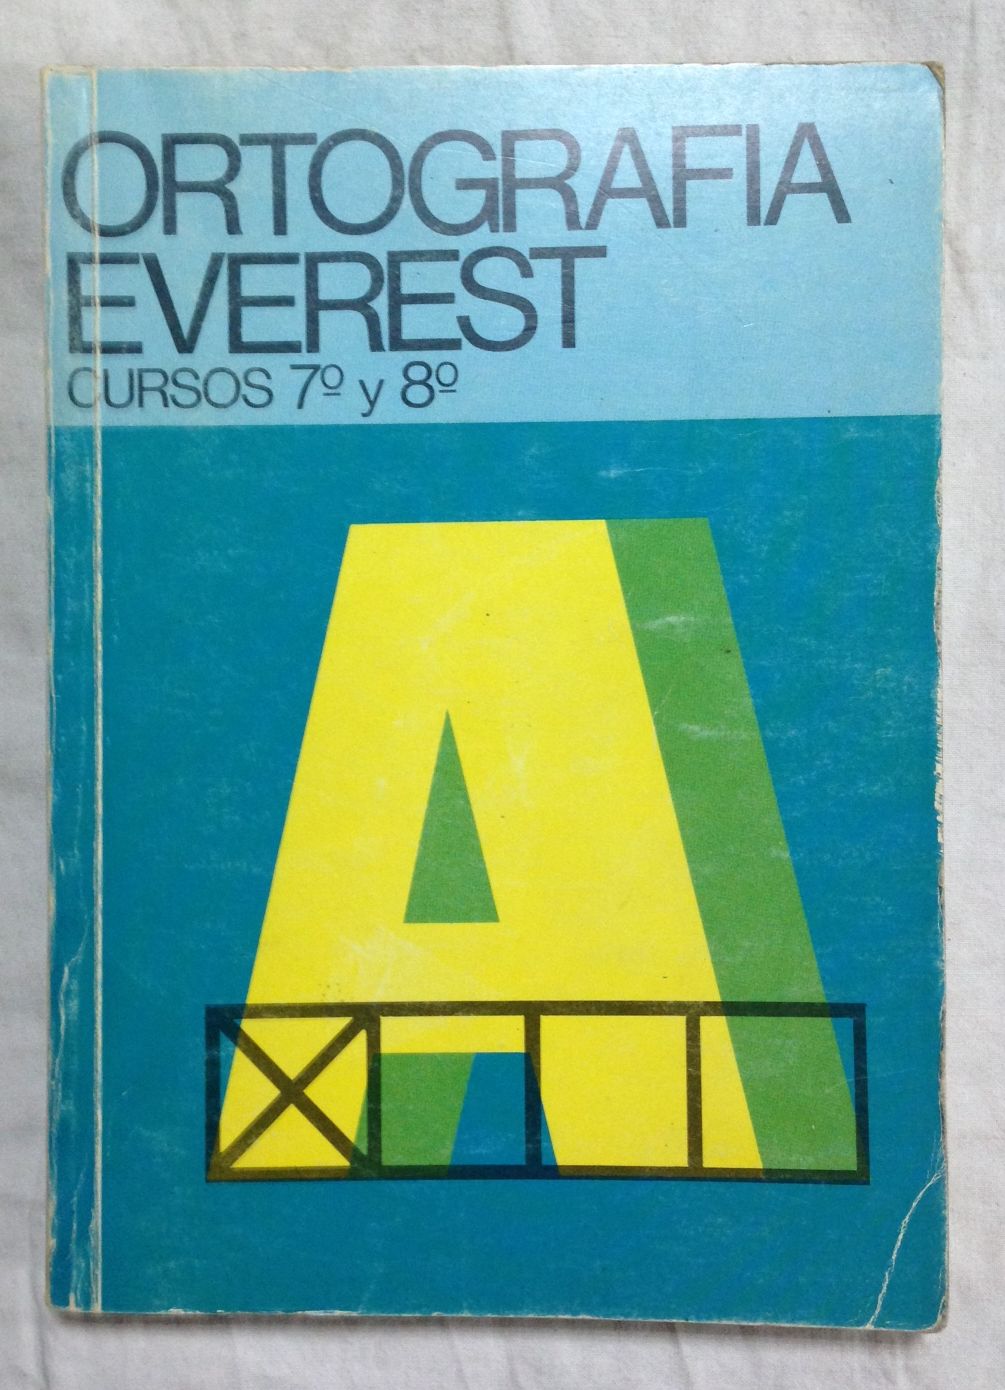 ORTOGRAFIA
EVEREST
CURSOS 7º y 8º
A